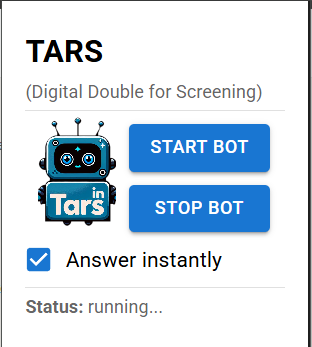 TARS
(Digital Double for Screening)
in
Tars
START BOT
STOP BOT
Answer instantly
Status: running...